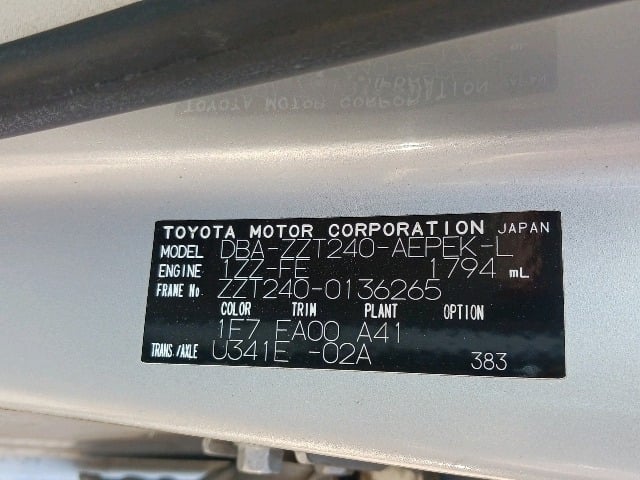 TOYOTA MOTOR CORPORATION JAPAN
MODEL DBA-ZZT240-AEPEK-L
ENGINE 1ZZ-FE 1794 mL
FRAME No ZZT240-0136265
COLOR TRIM PLANT OPTION
1F7 EA00 A41
TRANS./AXLE U341E -02A 383